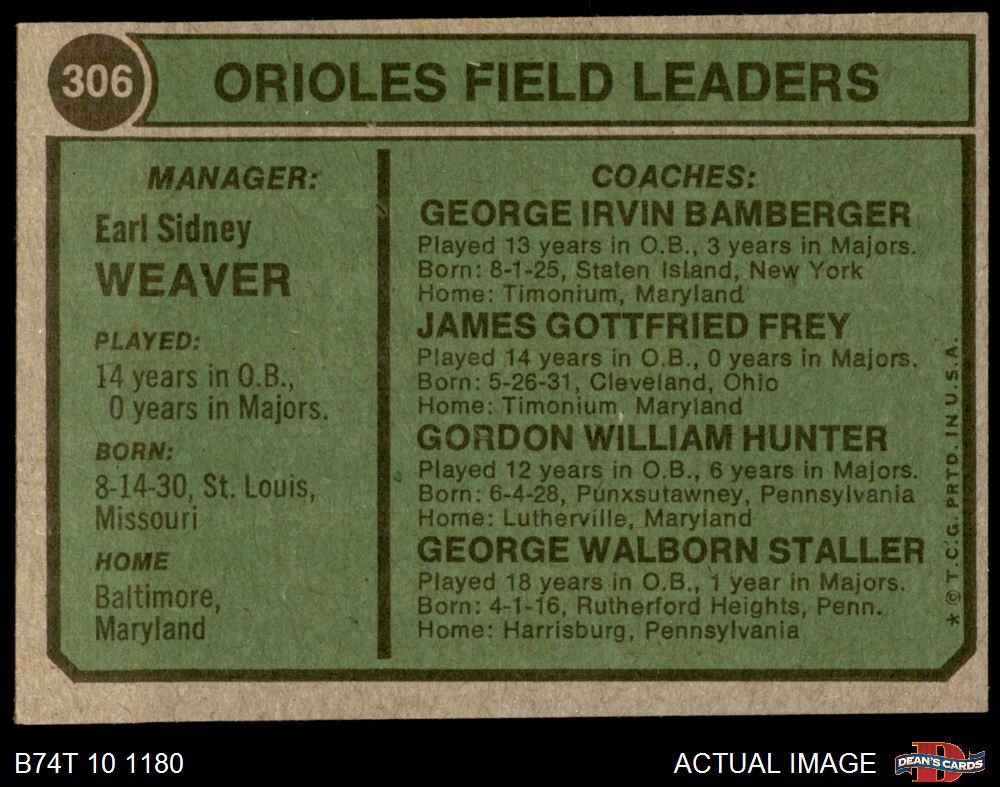 306
ORIOLES FIELD LEADERS
MANAGER:
Earl Sidney
WEAVER
PLAYED:
14 years in O.B.,
0 years in Majors.
BORN:
8-14-30, St. Louis,
Missouri
HOME
Baltimore,
Maryland
COACHES:
GEORGE IRVIN BAMBERGER
Played 13 years in O.B., 3 years in Majors.
Born: 8-1-25, Staten Island, New York
Home: Timonium, Maryland
JAMES GOTTFRIED FREY
Played 14 years in O.B., 0 years in Majors.
Born: 5-26-31, Cleveland, Ohio
Home: Timonium, Maryland
GORDON WILLIAM HUNTER
Played 12 years in O.B., 6 years in Majors.
Born: 6-4-28, Punxsutawney, Pennsylvania
Home: Lutherville, Maryland
GEORGE WALBORN STALLER
Played 18 years in O.B., 1 year in Majors.
Born: 4-1-16, Rutherford Heights, Penn.
Home: Harrisburg, Pennsylvania
* © T.C.G. PRTD. IN U.S.A.
B74T 10 1180
ACTUAL IMAGE
B
DEAN'S CARDS